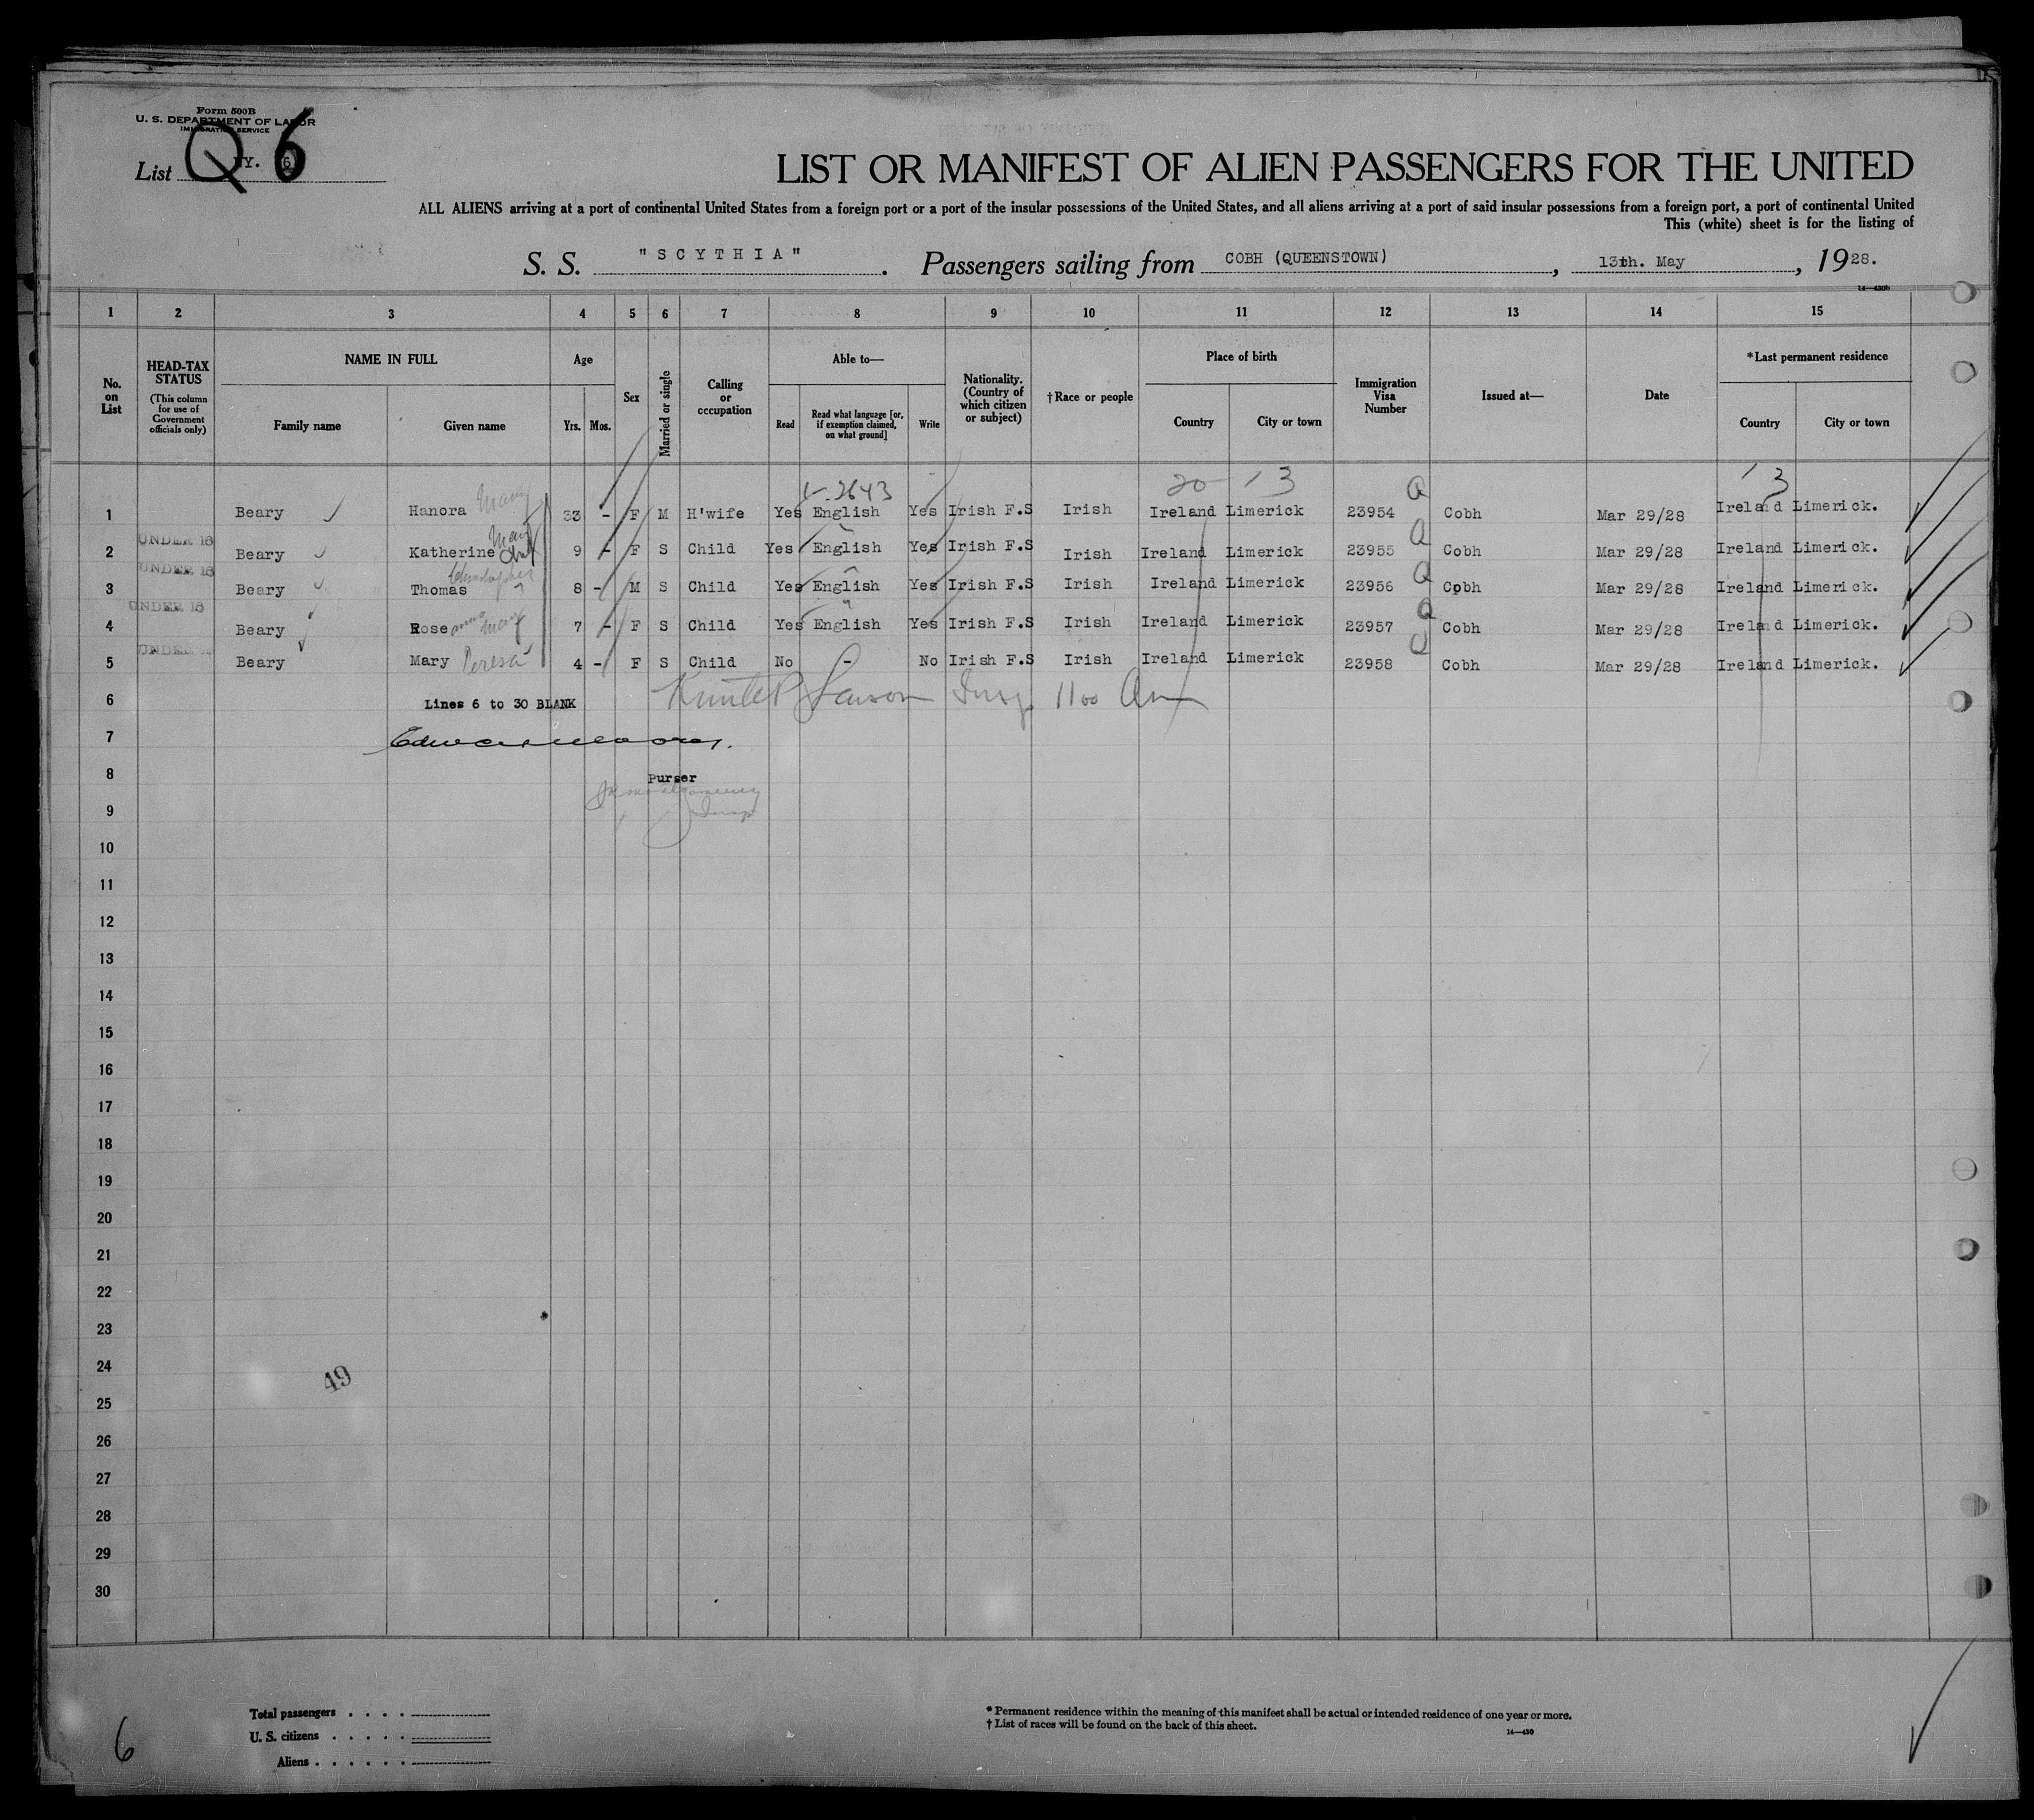 Form 500B
U. S. DEPARTMENT OF LABOR
IMMIGRATION SERVICE
List Q NY. 6
LIST OR MANIFEST OF ALIEN PASSENGERS FOR THE UNITED
ALL ALIENS arriving at a port of continental United States from a foreign port or a port of the insular possessions of the United States, and all aliens arriving at a port of said insular possessions from a foreign port, a port of continental United
This (white) sheet is for the listing of
S. S. "SCYTHIA". Passengers sailing from COBH (QUEENSTOWN), 13th. May, 1928.
14—430b
1 2 3 4 5 6 7 8 9 10 11 12 13 14 15
No. on List
HEAD-TAX STATUS
(This column for use of Government officials only)
NAME IN FULL
Family name Given name
Age
Yrs. Mos.
Sex
Married or single
Calling or occupation
Able to—
Read Read what language [or, if exemption claimed, on what ground] Write
Nationality. (Country of which citizen or subject)
†Race or people
Place of birth
Country City or town
Immigration Visa Number
Issued at—
Date
*Last permanent residence
Country City or town
2643 20 13 13
1 Beary Hanora Mary 33 - F M H'wife Yes English Yes Irish F.S Irish Ireland Limerick 23954 Q Cobh Mar 29/28 Ireland Limerick.
2 UNDER 18 Beary Katherine Mary 9 - F S Child Yes English Yes Irish F.S Irish Ireland Limerick 23955 Q Cobh Mar 29/28 Ireland Limerick.
3 UNDER 18 Beary Thomas Christopher 8 - M S Child Yes English Yes Irish F.S Irish Ireland Limerick 23956 Q Cobh Mar 29/28 Ireland Limerick.
4 UNDER 18 Beary Rose Anna Mary 7 - F S Child Yes English Yes Irish F.S Irish Ireland Limerick 23957 Q Cobh Mar 29/28 Ireland Limerick.
5 UNDER Beary Mary Teresa 4 - F S Child No - No Irish F.S Irish Ireland Limerick 23958 Q Cobh Mar 29/28 Ireland Limerick.
6 Lines 6 to 30 BLANK Insp 1100 Am
7
8 Purser
9 Insp
10
11
12
13
14
15
16
17
18
19
20
21
22
23
24
49
25
26
27
28
29
30
Total passengers . . . .
U. S. citizens . . . . .
Aliens . . . . . .
6
* Permanent residence within the meaning of this manifest shall be actual or intended residence of one year or more.
† List of races will be found on the back of this sheet.
14—430